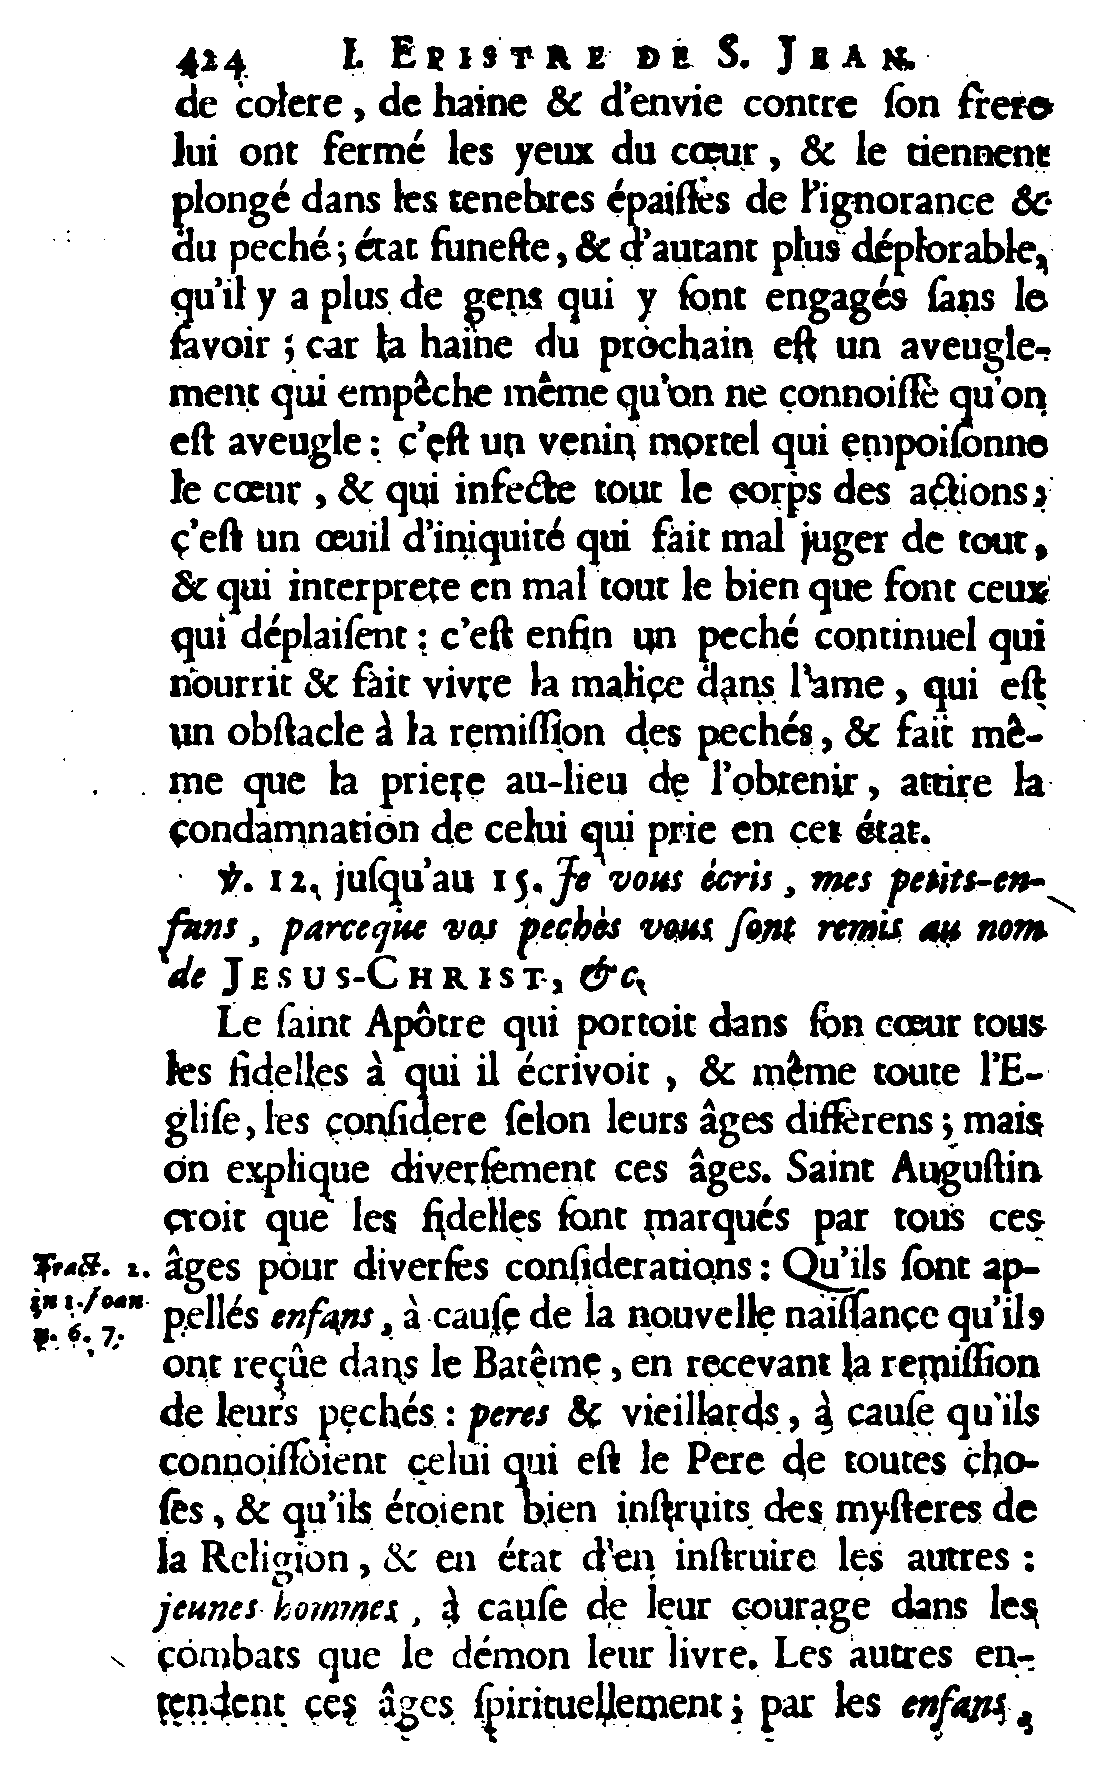 424 I. EPISTRE DE S. JEAN.
de colere, de haine & d'envie contre ſon frere
lui ont fermé les yeux du cœur, & le tiennent
plongé dans les tenebres épaiſſes de l'ignorance &
du peché; état funeſte, & d'autant plus déplorable,
qu'il y a plus de gens qui y ſont engagés ſans le
ſavoir; car la haine du prochain eſt un aveugle-
ment qui empêche même qu'on ne connoiſſe qu'on
eſt aveugle: c'eſt un venin mortel qui empoiſonne
le cœur, & qui infecte tout le corps des actions;
c'eſt un œuil d'iniquité qui fait mal juger de tout,
& qui interprete en mal tout le bien que font ceux
qui déplaiſent: c'eſt enfin un peché continuel qui
nourrit & fait vivre la malice dans l'ame, qui eſt
un obſtacle à la remiſſion des pechés, & fait mê-
me que la priere au-lieu de l'obtenir, attire la
condamnation de celui qui prie en cet état.
℣. 12. juſqu'au 15. Je vous écris, mes petits-en-
fans, parceque vos pechés vous ſont remis au nom
de JESUS-CHRIST, &c.
Le ſaint Apôtre qui portoit dans ſon cœur tous
les fidelles à qui il écrivoit, & même toute l'E-
gliſe, les conſidere ſelon leurs âges differens; mais
on explique diverſement ces âges. Saint Auguſtin
croit que les fidelles ſont marqués par tous ces
âges pour diverſes conſiderations: Qu'ils ſont ap-
pellés enfans, à cauſe de la nouvelle naiſſance qu'ils
ont reçûe dans le Batême, en recevant la remiſſion
de leurs pechés: peres & vieillards, à cauſe qu'ils
connoiſſoient celui qui eſt le Pere de toutes cho-
ſes, & qu'ils étoient bien inſtruits des myſteres de
la Religion, & en état d'en inſtruire les autres:
jeunes hommes, à cauſe de leur courage dans les
combats que le démon leur livre. Les autres en-
tendent ces âges ſpirituellement; par les enfans,
Tract. 2.
in 1. Joan
n. 6. 7.